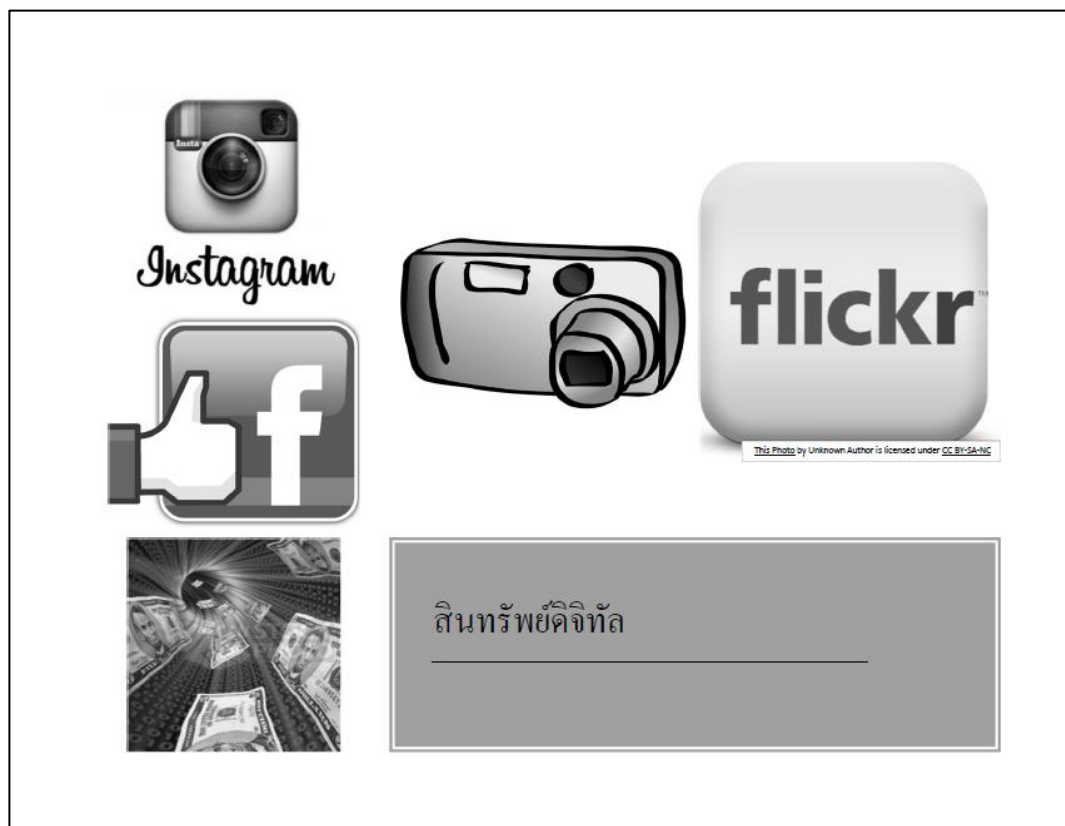 Insta
Instagram
flickr™
f
This Photo by Unknown Author is licensed under CC BY-SA-NC
สินทรัพย์ดิจิทัล